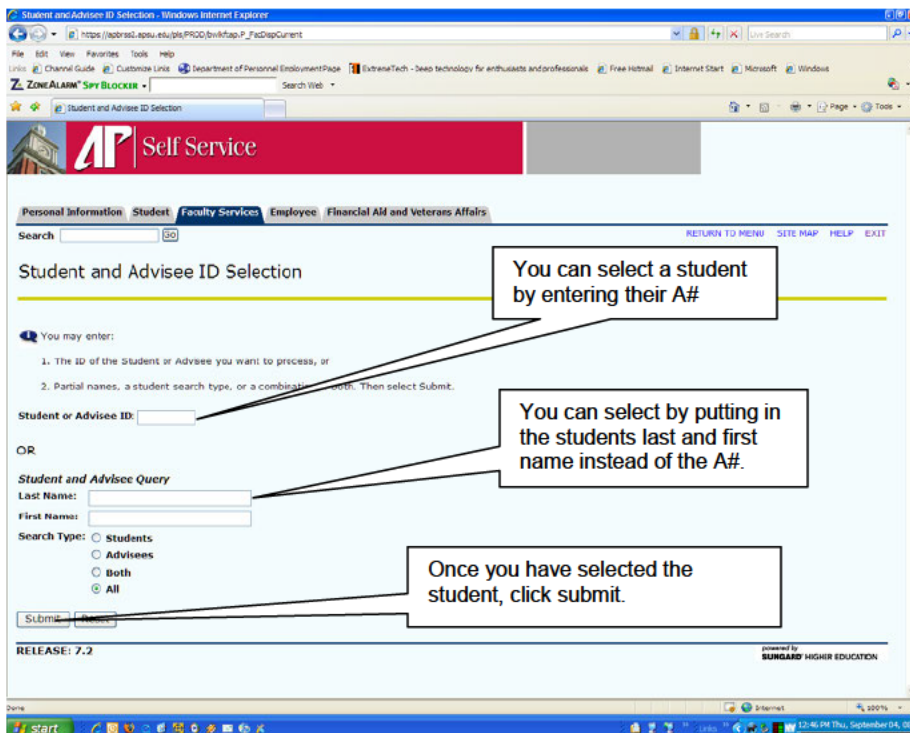 Student and Advisee ID Selection - Windows Internet Explorer
https://apbrss2.apsu.edu/pls/PROD/bwlkftap.P_FacDispCurrent
Live Search
File Edit View Favorites Tools Help
Links Channel Guide Customize Links Department of Personnel EmploymentPage ExtremeTech - Deep technology for enthusiasts and professionals Free Hotmail Internet Start Microsoft Windows
ZONEALARM SPY BLOCKER Search Web
Student and Advisee ID Selection
Page Tools
AP Self Service
Personal Information Student Faculty Services Employee Financial Aid and Veterans Affairs
Search Go
RETURN TO MENU SITE MAP HELP EXIT
Student and Advisee ID Selection
You can select a student
by entering their A#
You may enter:
1. The ID of the Student or Advisee you want to process, or
2. Partial names, a student search type, or a combination both. Then select Submit.
Student or Advisee ID:
You can select by putting in
the students last and first
name instead of the A#.
OR
Student and Advisee Query
Last Name:
First Name:
Search Type: Students
Advisees
Both
All
Once you have selected the
student, click submit.
Submit Reset
RELEASE: 7.2
powered by
SUNGARD HIGHER EDUCATION
Done
Internet
100%
start
Links
12:46 PM Thu, September 04, 08